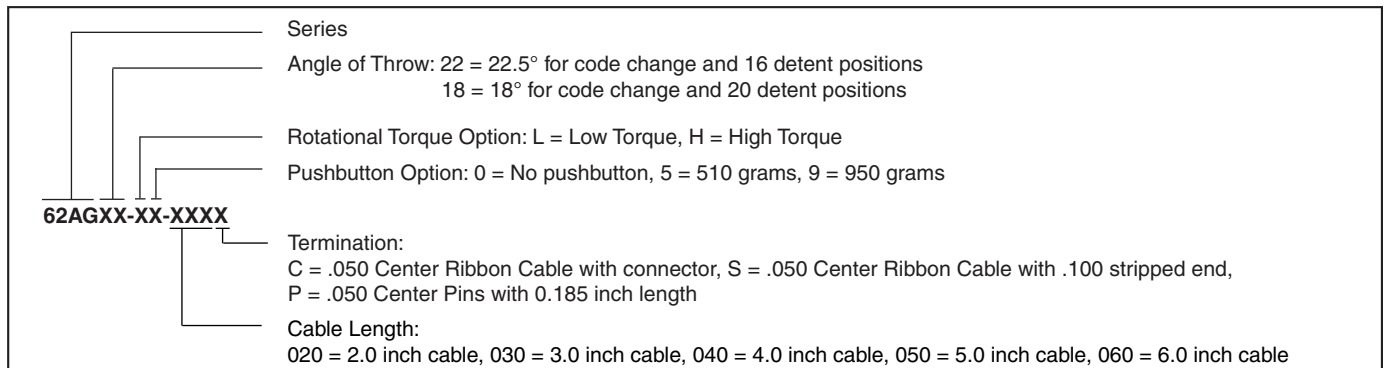 Series
Angle of Throw: 22 = 22.5° for code change and 16 detent positions
18 = 18° for code change and 20 detent positions
Rotational Torque Option: L = Low Torque, H = High Torque
Pushbutton Option: 0 = No pushbutton, 5 = 510 grams, 9 = 950 grams
62AGXX-XX-XXXX
Termination:
C = .050 Center Ribbon Cable with connector, S = .050 Center Ribbon Cable with .100 stripped end,
P = .050 Center Pins with 0.185 inch length
Cable Length:
020 = 2.0 inch cable, 030 = 3.0 inch cable, 040 = 4.0 inch cable, 050 = 5.0 inch cable, 060 = 6.0 inch cable